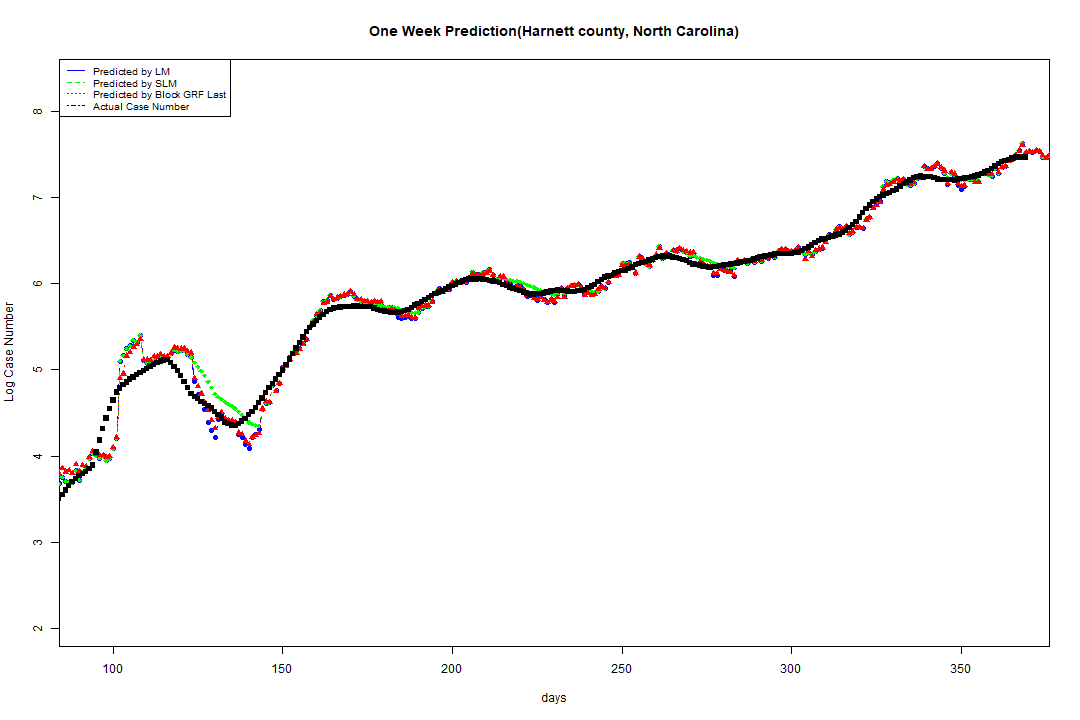 One Week Prediction(Harnett county, North Carolina)
Predicted by LM
Predicted by SLM
Predicted by Block GRF Last
Actual Case Number
8
7
6
5
4
3
2
Log Case Number
100 150 200 250 300 350
days